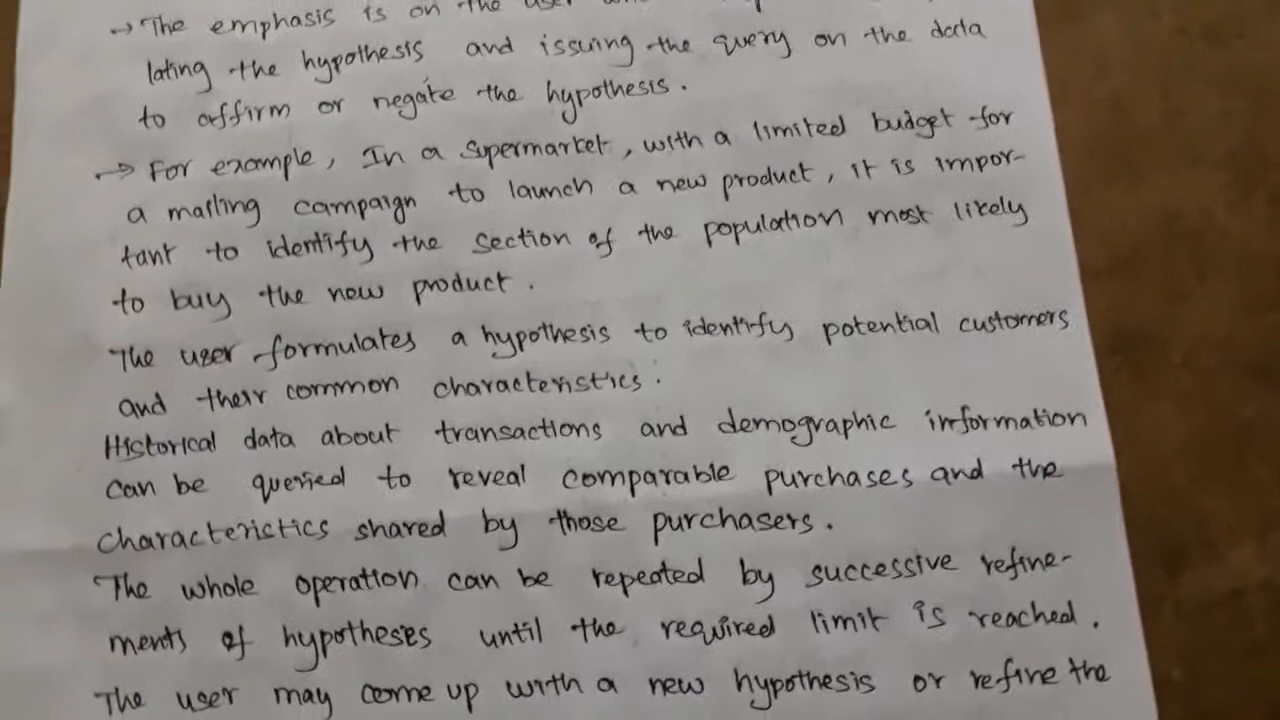 → The emphasis is on the user
lating the hypothesis and issuing the query on the data
to affirm or negate the hypothesis.
→ For example, In a supermarket, with a limited budget for
a mailing campaign to launch a new product, it is impor-
tant to identify the section of the population most likely
to buy the new product.
The user formulates a hypothesis to identify potential customers
and their common characteristics.
Historical data about transactions and demographic information
can be queried to reveal comparable purchases and the
characteristics shared by those purchasers.
The whole operation can be repeated by successive refine-
ments of hypotheses until the required limit is reached.
The user may come up with a new hypothesis or refine the